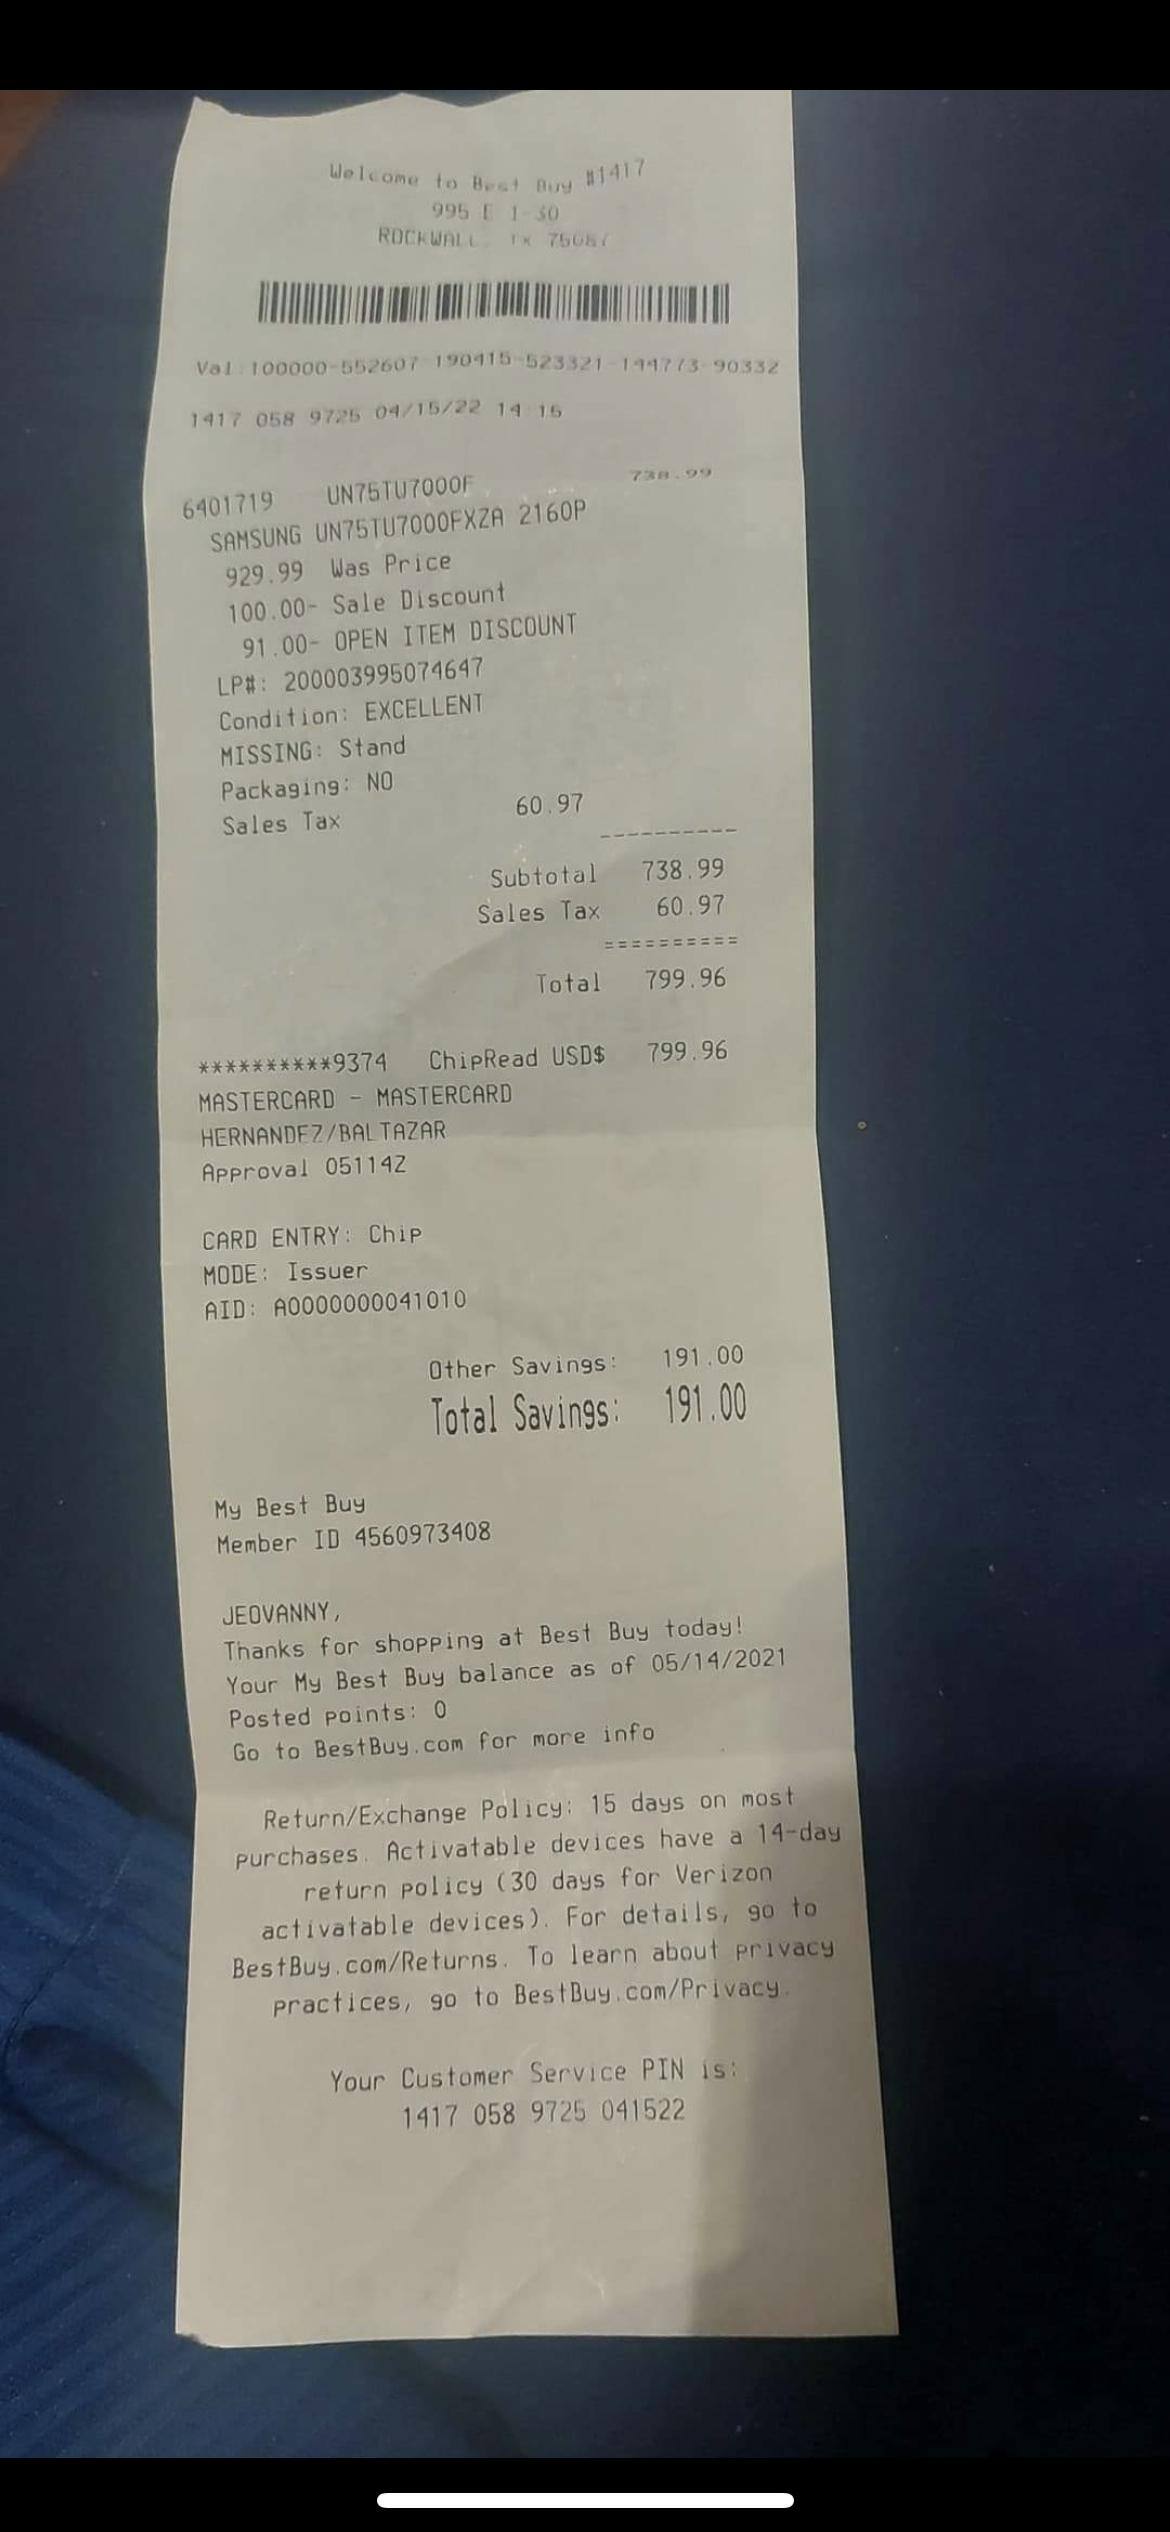 Welcome to Best Buy #1417
995 E I-30
ROCKWALL, TX 75087
Val:100000-552607-190415-523321-144773-90332
1417 058 9725 04/15/22 14:15
6401719 UN75TU7000F 738.99
SAMSUNG UN75TU7000FXZA 2160P
929.99 Was Price
100.00- Sale Discount
91.00- OPEN ITEM DISCOUNT
LP#: 200003995074647
Condition: EXCELLENT
MISSING: Stand
Packaging: NO
Sales Tax 60.97
----------
Subtotal 738.99
Sales Tax 60.97
==========
Total 799.96
**********9374 ChipRead USD$ 799.96
MASTERCARD - MASTERCARD
HERNANDEZ/BALTAZAR
Approval 05114Z
CARD ENTRY: Chip
MODE: Issuer
AID: A0000000041010
Other Savings: 191.00
Total Savings: 191.00
My Best Buy
Member ID 4560973408
JEOVANNY,
Thanks for shopping at Best Buy today!
Your My Best Buy balance as of 05/14/2021
Posted points: 0
Go to BestBuy.com for more info
Return/Exchange Policy: 15 days on most
purchases. Activatable devices have a 14-day
return policy (30 days for Verizon
activatable devices). For details, go to
BestBuy.com/Returns. To learn about privacy
practices, go to BestBuy.com/Privacy.
Your Customer Service PIN is:
1417 058 9725 041522